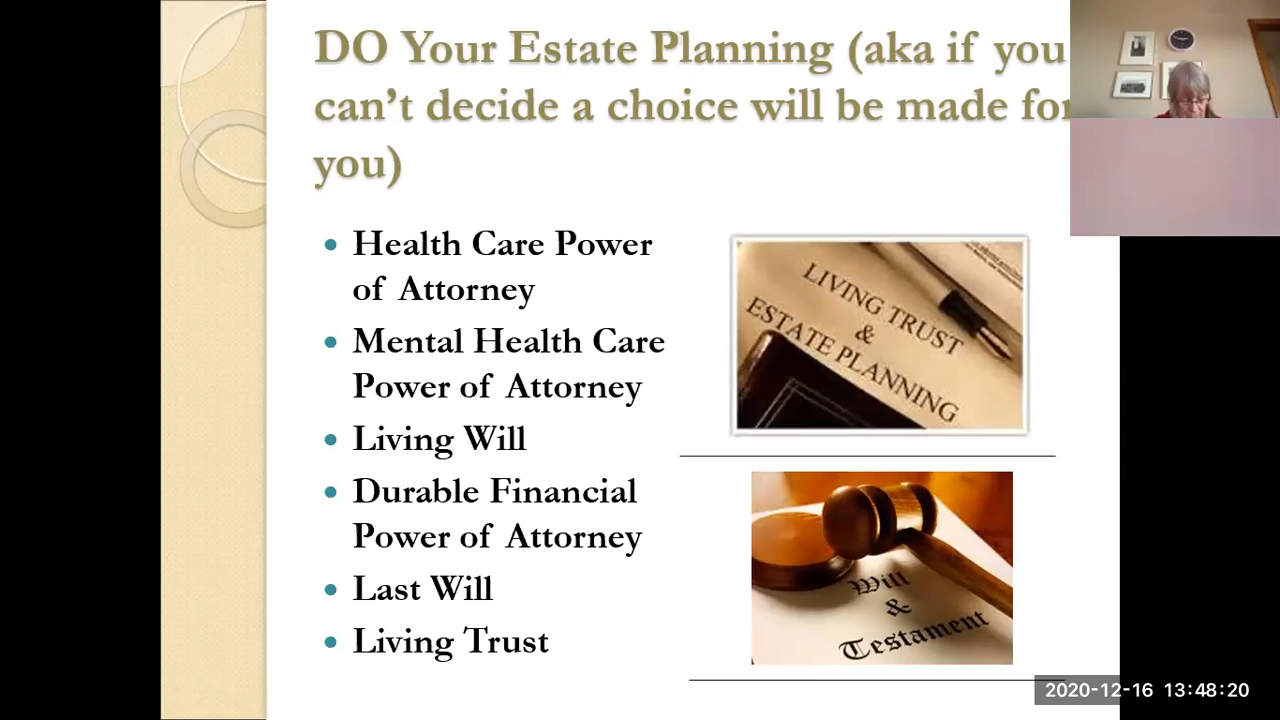 DO Your Estate Planning (aka if you
can't decide a choice will be made for
you)
• Health Care Power
of Attorney
• Mental Health Care
Power of Attorney
• Living Will
• Durable Financial
Power of Attorney
• Last Will
• Living Trust
LIVING TRUST
&
ESTATE PLANNING
Will
&
Testament
2020-12-16 13:48:20